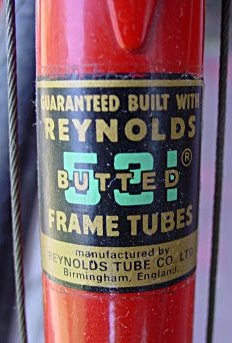 GUARANTEED BUILT WITH
REYNOLDS
531
BUTTED
®
FRAME TUBES
manufactured by
REYNOLDS TUBE CO. LTD.
Birmingham, England.